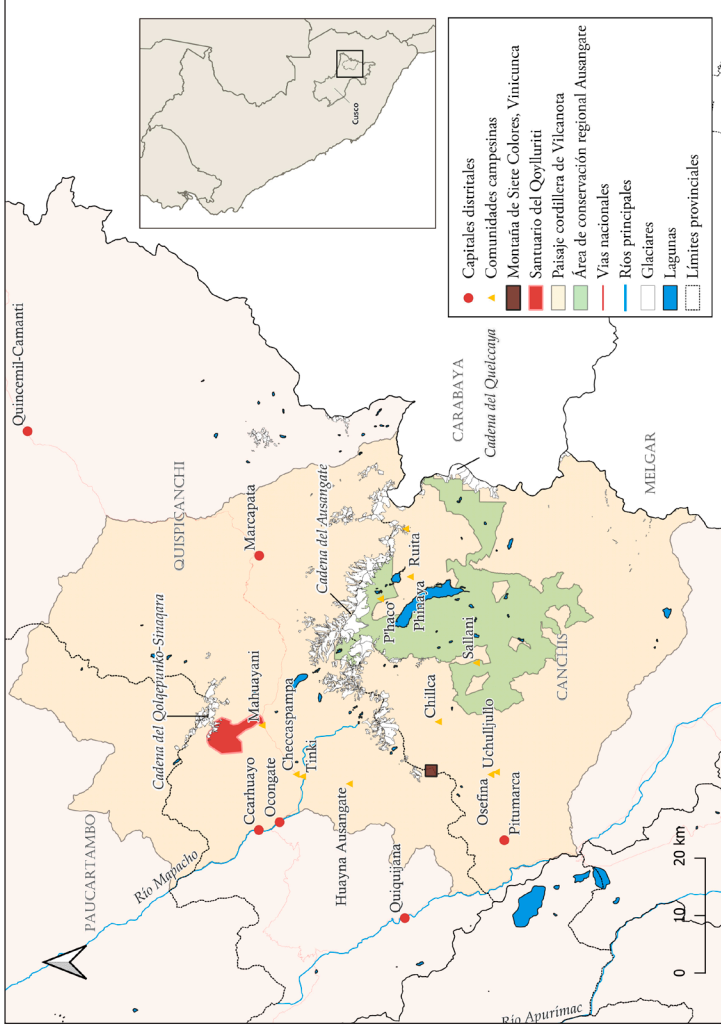 Cusco
Capitales distritales
Comunidades campesinas
Montaña de Siete Colores, Vinicunca
Santuario del Qoylluriti
Paisaje cordillera de Vilcanota
Área de conservación regional Ausangate
Vias nacionales
Ríos principales
Glaciares
Lagunas
Límites provinciales
PAUCARTAMBO
Río Mapacho
Cadena del Qolqepunko-Sinagara
QUISPICANCHI
Quincemil-Camanti
Marcapata
Mahuayani
Ccarhuayo
Ocongate
Checcaspampa
Tinki
Cadena del Ausangate
Huayna Ausangate
Quiquijana
P'haco
Ruita
Phinaya
Chillca
Sallani
Osefina
Uchulljullo
Pitumarca
CANCHIS
CARABAYA
Cadena del Quelccaya
MELGAR
Río Apurímac
0 10 20 km